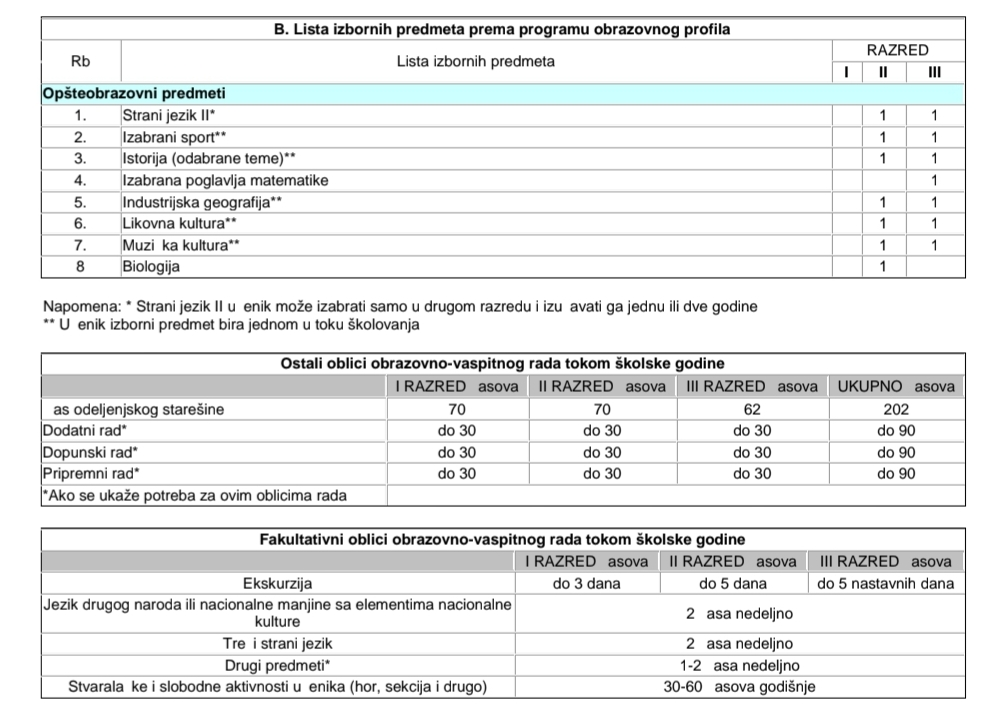 B. Lista izbornih predmeta prema programu obrazovnog profila
Rb Lista izbornih predmeta RAZRED
I II III
Opšteobrazovni predmeti
1. Strani jezik II* 1 1
2. Izabrani sport** 1 1
3. Istorija (odabrane teme)** 1 1
4. Izabrana poglavlja matematike 1
5. Industrijska geografija** 1 1
6. Likovna kultura** 1 1
7. Muzi ka kultura** 1 1
8 Biologija 1
Napomena: * Strani jezik II u enik može izabrati samo u drugom razredu i izu avati ga jednu ili dve godine
** U enik izborni predmet bira jednom u toku školovanja
Ostali oblici obrazovno-vaspitnog rada tokom školske godine
I RAZRED asova II RAZRED asova III RAZRED asova UKUPNO asova
as odeljenjskog starešine 70 70 62 202
Dodatni rad* do 30 do 30 do 30 do 90
Dopunski rad* do 30 do 30 do 30 do 90
Pripremni rad* do 30 do 30 do 30 do 90
*Ako se ukaže potreba za ovim oblicima rada
Fakultativni oblici obrazovno-vaspitnog rada tokom školske godine
I RAZRED asova II RAZRED asova III RAZRED asova
Ekskurzija do 3 dana do 5 dana do 5 nastavnih dana
Jezik drugog naroda ili nacionalne manjine sa elementima nacionalne
kulture 2 asa nedeljno
Tre i strani jezik 2 asa nedeljno
Drugi predmeti* 1-2 asa nedeljno
Stvarala ke i slobodne aktivnosti u enika (hor, sekcija i drugo) 30-60 asova godišnje